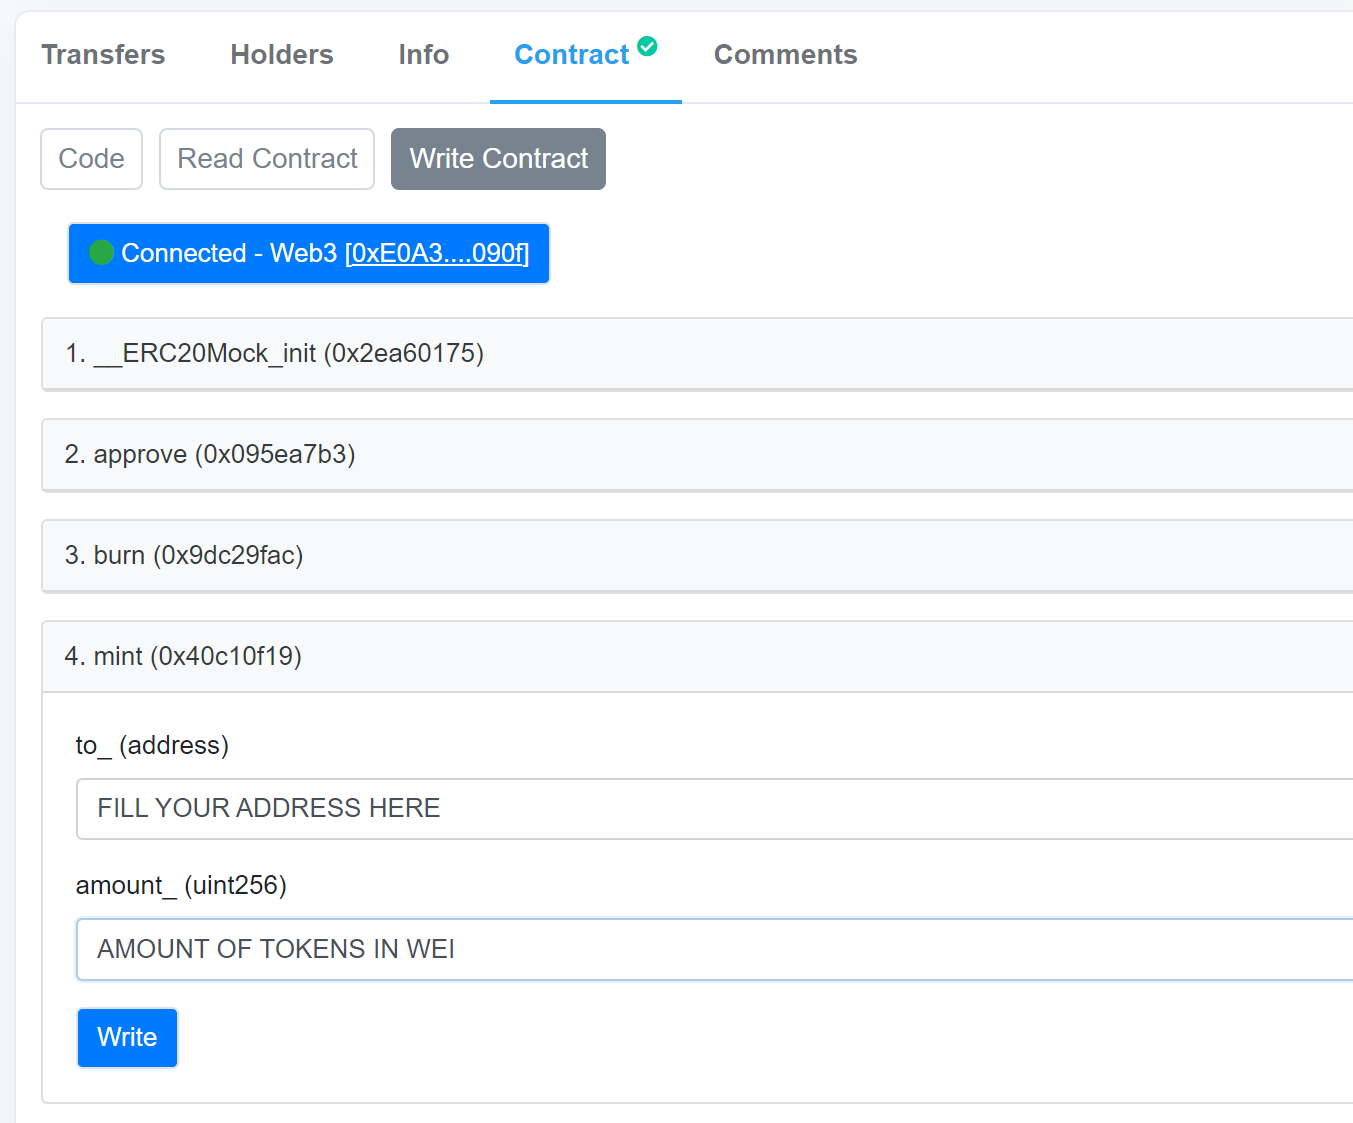 Transfers Holders Info Contract Comments
Code Read Contract Write Contract
Connected - Web3 [0xE0A3....090f]
1. __ERC20Mock_init (0x2ea60175)
2. approve (0x095ea7b3)
3. burn (0x9dc29fac)
4. mint (0x40c10f19)
to_ (address)
FILL YOUR ADDRESS HERE
amount_ (uint256)
AMOUNT OF TOKENS IN WEI
Write